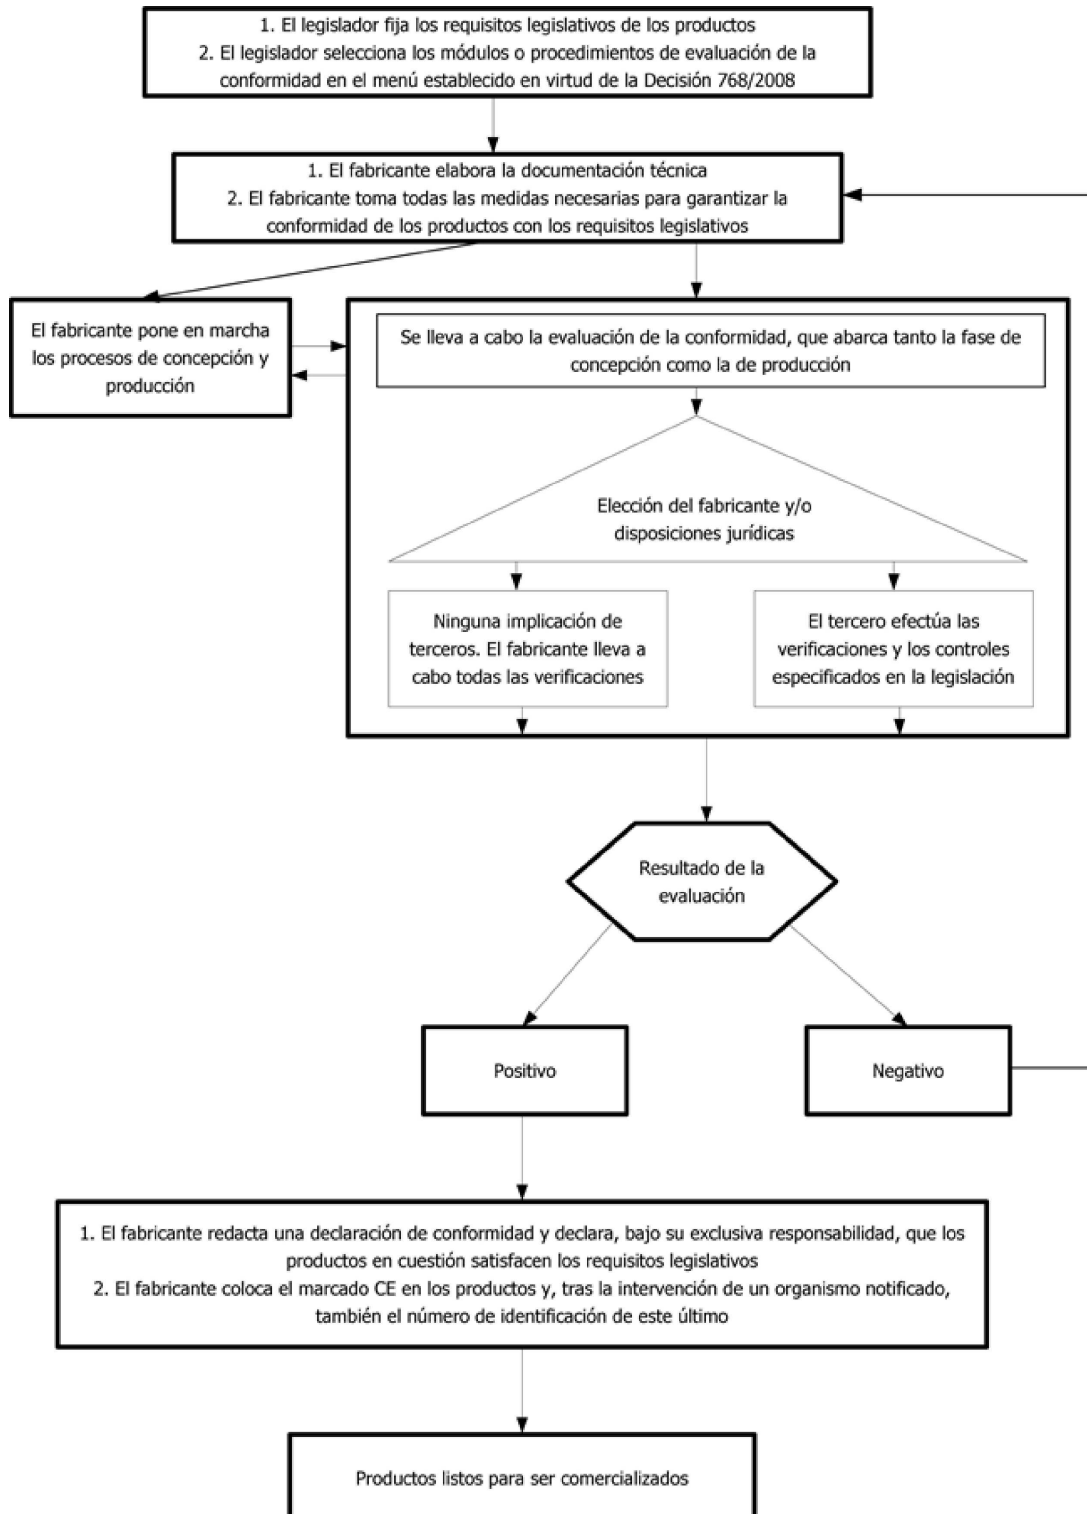 1. El legislador fija los requisitos legislativos de los productos
2. El legislador selecciona los módulos o procedimientos de evaluación de la
conformidad en el menú establecido en virtud de la Decisión 768/2008
1. El fabricante elabora la documentación técnica
2. El fabricante toma todas las medidas necesarias para garantizar la
conformidad de los productos con los requisitos legislativos
El fabricante pone en marcha
los procesos de concepción y
producción
Se lleva a cabo la evaluación de la conformidad, que abarca tanto la fase de
concepción como la de producción
Elección del fabricante y/o
disposiciones jurídicas
Ninguna implicación de
terceros. El fabricante lleva a
cabo todas las verificaciones
El tercero efectúa las
verificaciones y los controles
especificados en la legislación
Resultado de la
evaluación
Positivo
Negativo
1. El fabricante redacta una declaración de conformidad y declara, bajo su exclusiva responsabilidad, que los
productos en cuestión satisfacen los requisitos legislativos
2. El fabricante coloca el marcado CE en los productos y, tras la intervención de un organismo notificado,
también el número de identificación de este último
Productos listos para ser comercializados